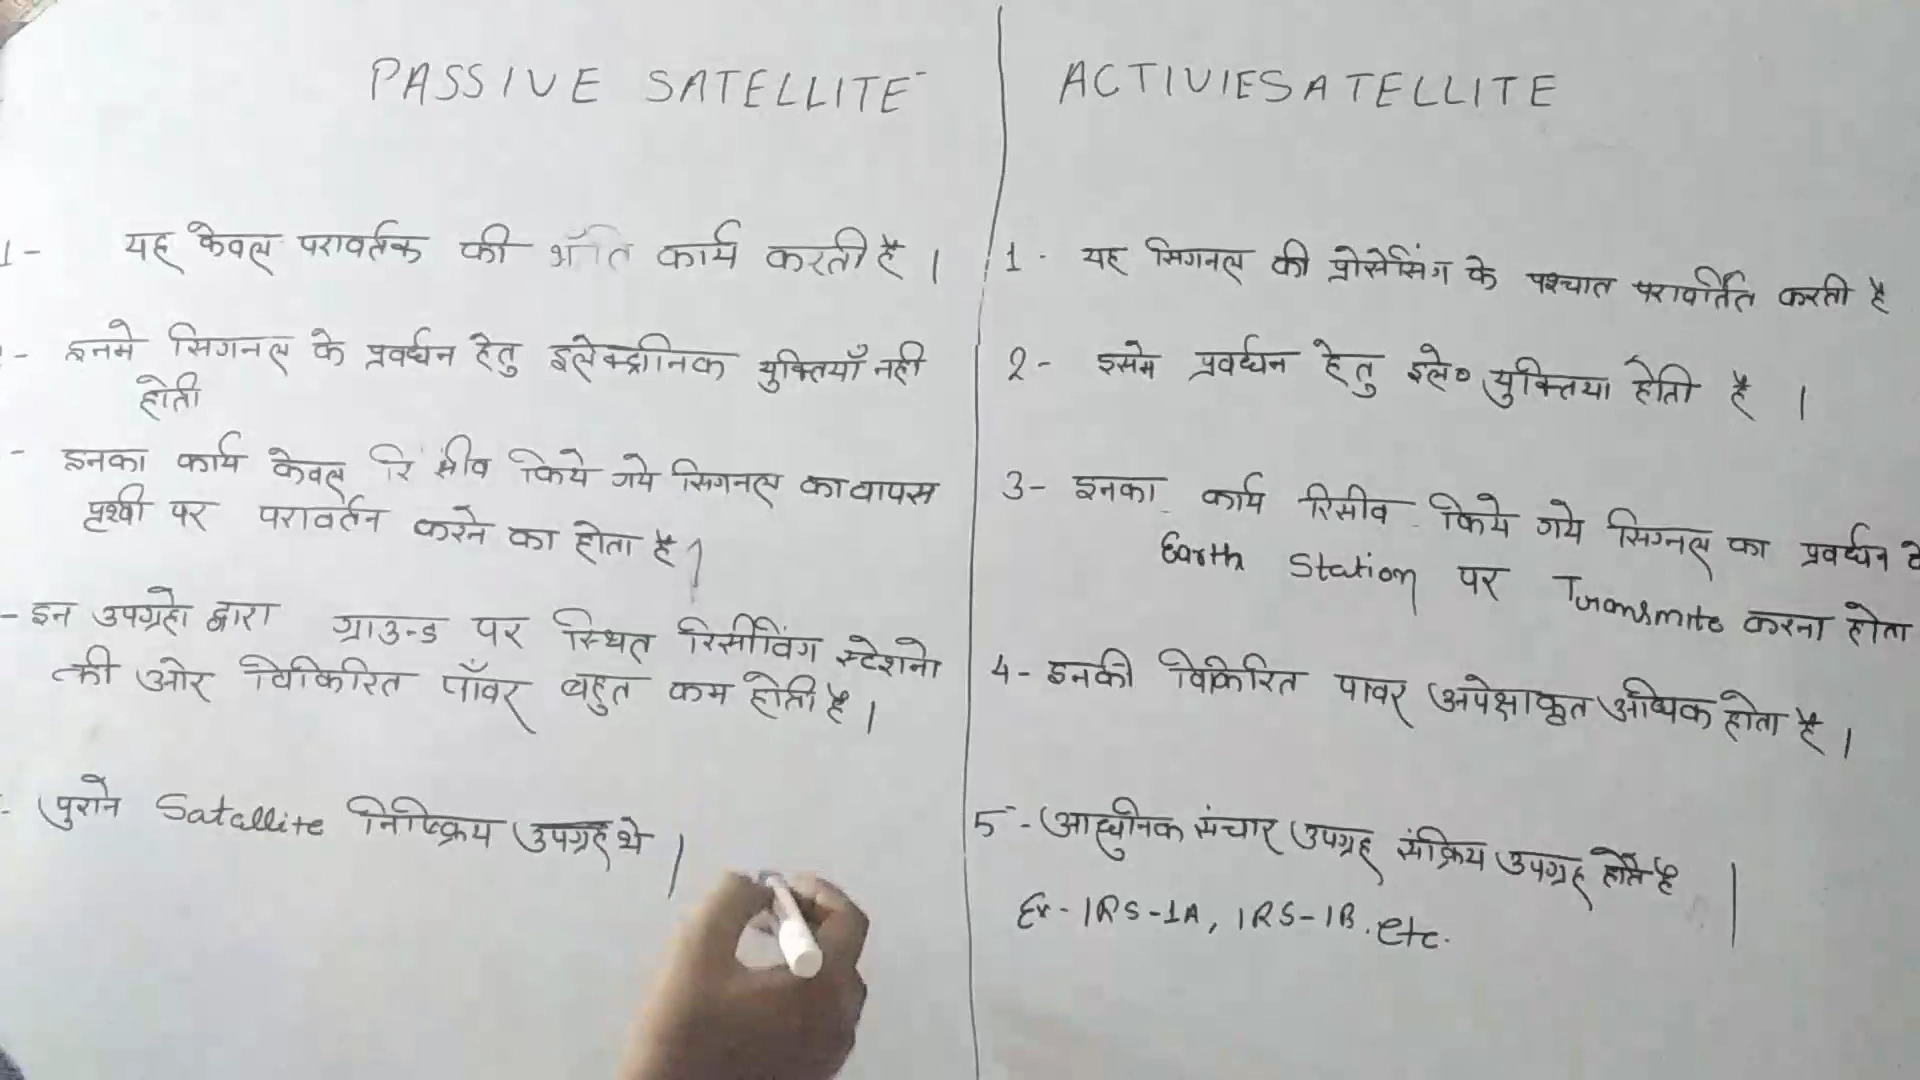 PASSIVE SATELLITE
1- यह केवल परावर्तक की भाँति कार्य करती है ।
- इनमे सिगनल के प्रवर्धन हेतु इलेक्ट्रानिक युक्तियाँ नही
होती
- इनका कार्य केवल रिसीव किये गये सिगनल का वापस
पृथ्वी पर परावर्तन करने का होता है ।
- इन उपग्रहो द्वारा ग्राउन्ड पर स्थित रिसीविंग स्टेशनो
की ओर विकिरित पॉवर बहुत कम होती है ।
- पुराने Satellite निष्क्रिय उपग्रह थे ।
ACTIVIESATELLITE
1- यह सिगनल की प्रोसेसिंग के पश्चात परावर्तित करती है
2- इसमे प्रवर्धन हेतु इले० युक्तिया होती है ।
3- इनका कार्य रिसीव किये गये सिग्नल का प्रवर्धन
Earth Station पर Transmite करना होता
4- इनकी विकिरित पावर अपेक्षाकृत अधिक होता है ।
5- आधुनिक संचार उपग्रह सक्रिय उपग्रह होते है ।
Ex- IRS-1A, IRS-1B. etc.